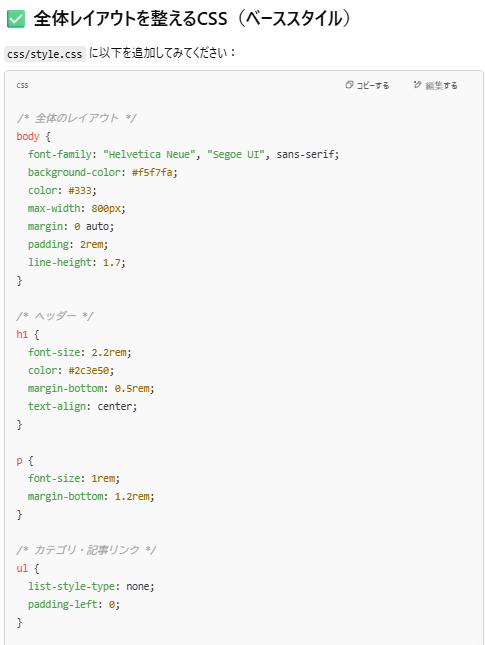 ✅ 全体レイアウトを整えるCSS（ベーススタイル）
css/style.css に以下を追加してみてください：
css コピーする 編集する
/* 全体のレイアウト */
body {
  font-family: "Helvetica Neue", "Segoe UI", sans-serif;
  background-color: #f5f7fa;
  color: #333;
  max-width: 800px;
  margin: 0 auto;
  padding: 2rem;
  line-height: 1.7;
}
/* ヘッダー */
h1 {
  font-size: 2.2rem;
  color: #2c3e50;
  margin-bottom: 0.5rem;
  text-align: center;
}
p {
  font-size: 1rem;
  margin-bottom: 1.2rem;
}
/* カテゴリ・記事リンク */
ul {
  list-style-type: none;
  padding-left: 0;
}